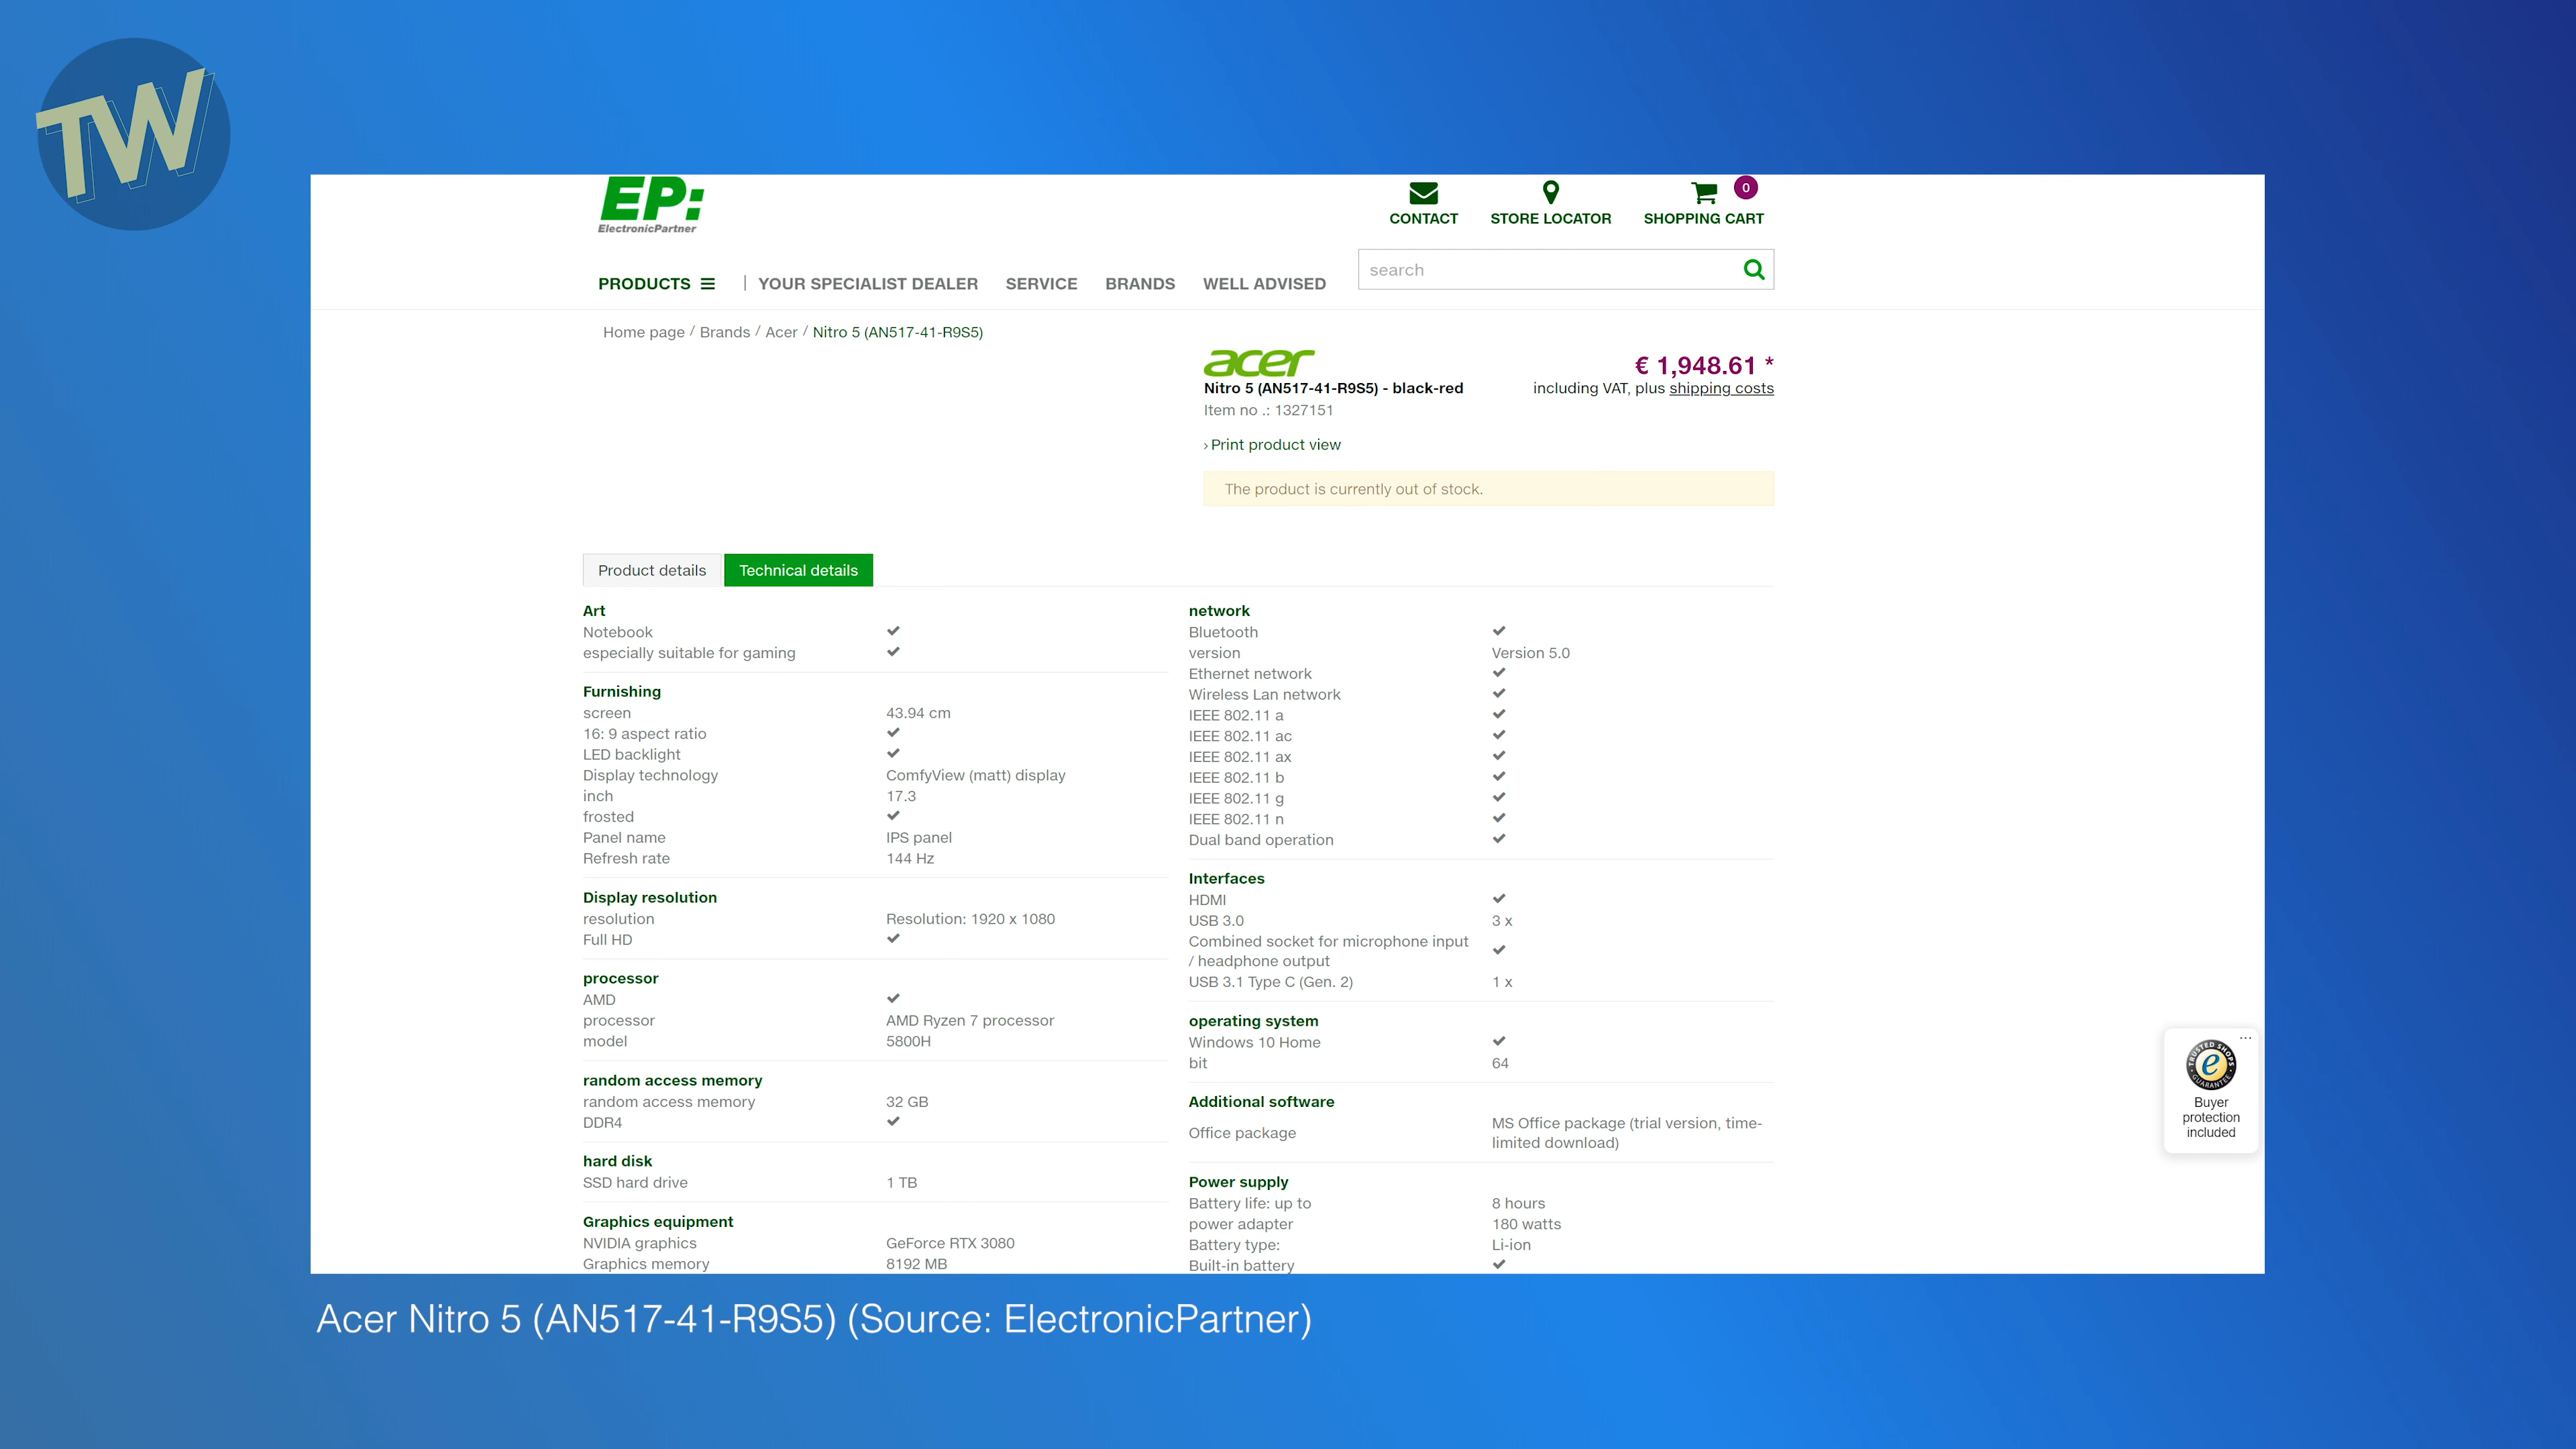 TW
EP:
ElectronicPartner
CONTACT
STORE LOCATOR
SHOPPING CART
0
PRODUCTS
YOUR SPECIALIST DEALER
SERVICE
BRANDS
WELL ADVISED
search
Home page / Brands / Acer / Nitro 5 (AN517-41-R9S5)
acer
€ 1,948.61 *
Nitro 5 (AN517-41-R9S5) - black-red
including VAT, plus shipping costs
Item no .: 1327151
› Print product view
The product is currently out of stock.
Product details
Technical details
Art
Notebook ✓
especially suitable for gaming ✓
Furnishing
screen 43.94 cm
16: 9 aspect ratio ✓
LED backlight ✓
Display technology ComfyView (matt) display
inch 17.3
frosted ✓
Panel name IPS panel
Refresh rate 144 Hz
Display resolution
resolution Resolution: 1920 x 1080
Full HD ✓
processor
AMD ✓
processor AMD Ryzen 7 processor
model 5800H
random access memory
random access memory 32 GB
DDR4 ✓
hard disk
SSD hard drive 1 TB
Graphics equipment
NVIDIA graphics GeForce RTX 3080
Graphics memory 8192 MB
network
Bluetooth ✓
version Version 5.0
Ethernet network ✓
Wireless Lan network ✓
IEEE 802.11 a ✓
IEEE 802.11 ac ✓
IEEE 802.11 ax ✓
IEEE 802.11 b ✓
IEEE 802.11 g ✓
IEEE 802.11 n ✓
Dual band operation ✓
Interfaces
HDMI ✓
USB 3.0 3 x
Combined socket for microphone input
/ headphone output ✓
USB 3.1 Type C (Gen. 2) 1 x
operating system
Windows 10 Home ✓
bit 64
Additional software
Office package MS Office package (trial version, time-
limited download)
Power supply
Battery life: up to 8 hours
power adapter 180 watts
Battery type: Li-ion
Built-in battery ✓
TRUSTED SHOPS
e
GUARANTEE
Buyer
protection
included
Acer Nitro 5 (AN517-41-R9S5) (Source: ElectronicPartner)